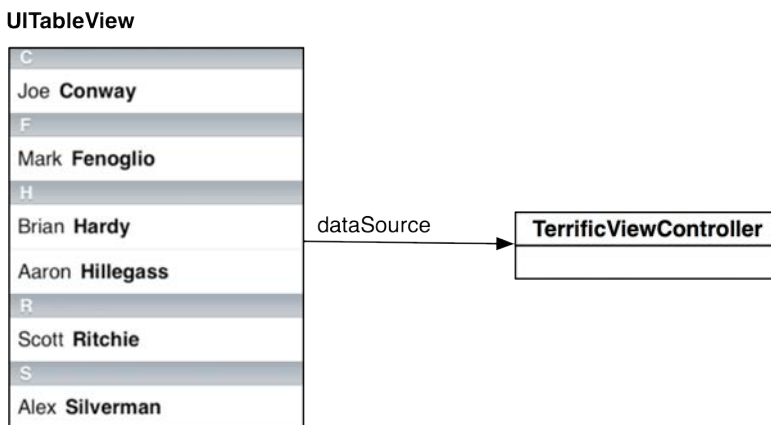 UITableView
C
Joe Conway
F
Mark Fenoglio
H
Brian Hardy
Aaron Hillegass
R
Scott Ritchie
S
Alex Silverman
dataSource
TerrificViewController